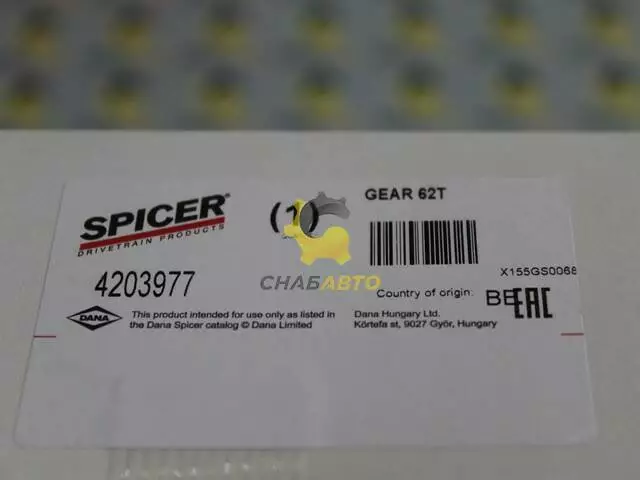 SPICER®
DRIVETRAIN PRODUCTS
(1)
GEAR 62T
4203977
СНАБАВТО
X155GS0068
Country of origin: BE
EAC
DANA
This product intended for use only as listed in
the Dana Spicer catalog © Dana Limited
Dana Hungary Ltd.
Körtefa st, 9027 Győr, Hungary